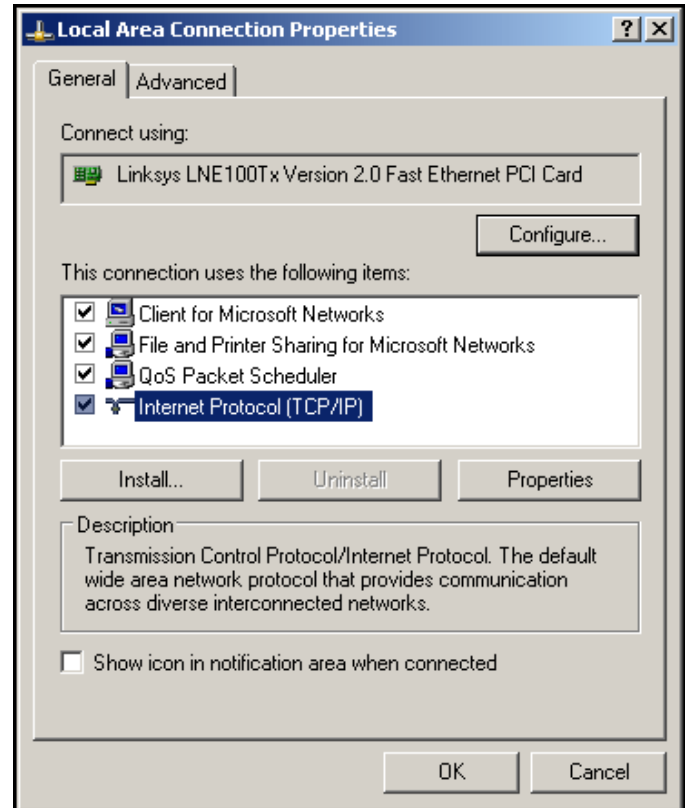 Local Area Connection Properties
General
Advanced
Connect using:
Linksys LNE100Tx Version 2.0 Fast Ethernet PCI Card
Configure...
This connection uses the following items:
Client for Microsoft Networks
File and Printer Sharing for Microsoft Networks
QoS Packet Scheduler
Internet Protocol (TCP/IP)
Install...
Uninstall
Properties
Description
Transmission Control Protocol/Internet Protocol. The default
wide area network protocol that provides communication
across diverse interconnected networks.
Show icon in notification area when connected
OK
Cancel